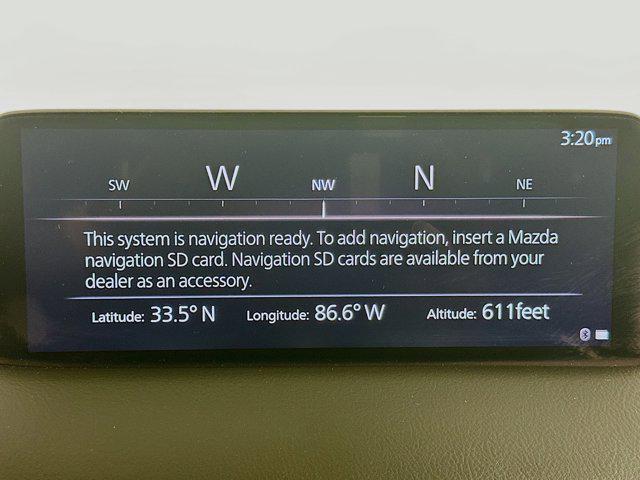 3:20pm
SW W NW N NE
This system is navigation ready. To add navigation, insert a Mazda
navigation SD card. Navigation SD cards are available from your
dealer as an accessory.
Latitude: 33.5° N Longitude: 86.6° W Altitude: 611feet